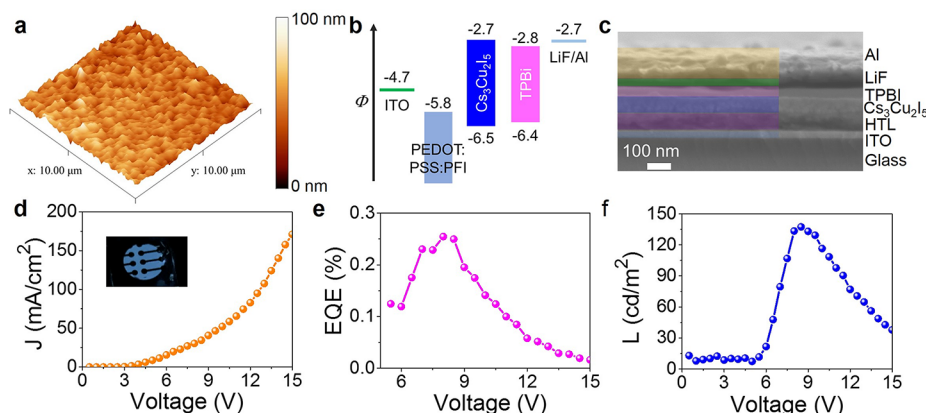 a
100 nm
0 nm
x: 10.00 μm
y: 10.00 μm
b
Φ
-4.7
ITO
-5.8
PEDOT:
PSS:PFI
-2.7
Cs3Cu2I5
-6.5
-2.8
TPBi
-6.4
-2.7
LiF/Al
c
Al
LiF
TPBI
Cs3Cu2I5
HTL
ITO
Glass
100 nm
d
J (mA/cm2)
200
150
100
50
0
0 3 6 9 12 15
Voltage (V)
e
EQE (%)
0.3
0.2
0.1
0.0
6 9 12 15
Voltage (V)
f
L (cd/m2)
150
120
90
60
30
0
0 3 6 9 12 15
Voltage (V)